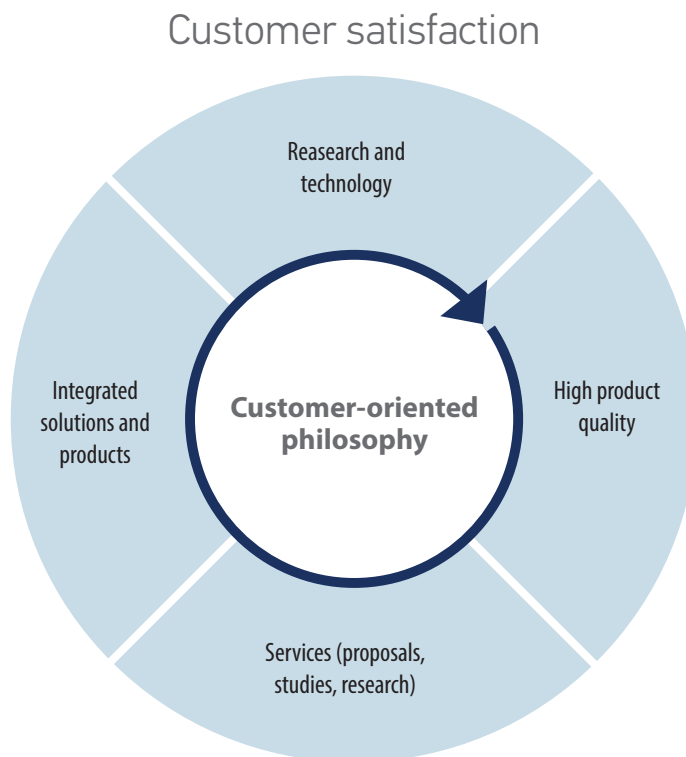 Customer satisfaction
Reasearch and
technology
Integrated
solutions and
products
Customer-oriented
philosophy
High product
quality
Services (proposals,
studies, research)